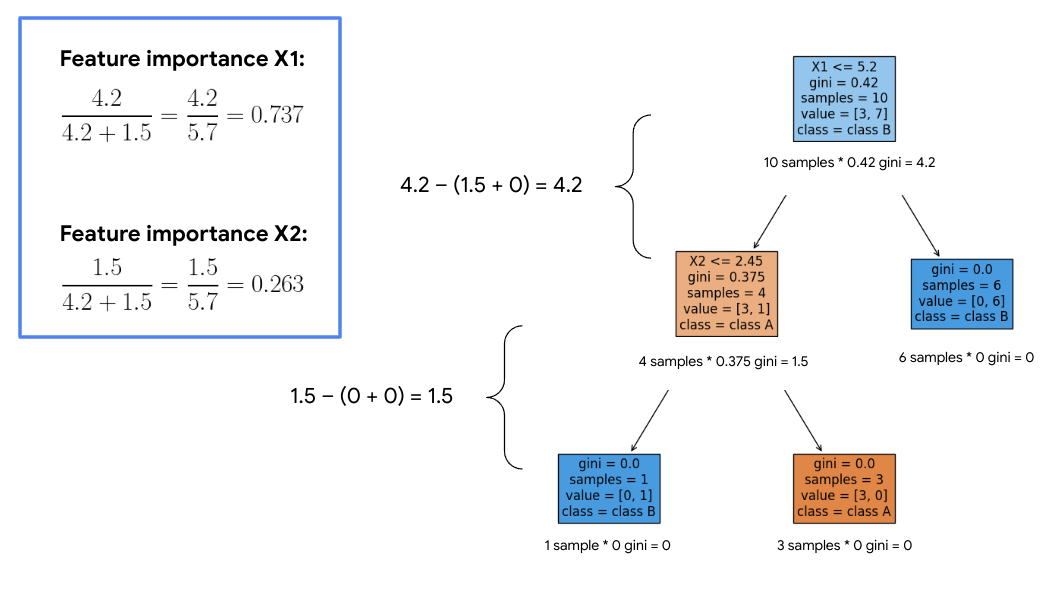 Feature importance X1:
4.2 / 4.2 + 1.5 = 4.2 / 5.7 = 0.737
Feature importance X2:
1.5 / 4.2 + 1.5 = 1.5 / 5.7 = 0.263
X1 <= 5.2
gini = 0.42
samples = 10
value = [3, 7]
class = class B
10 samples * 0.42 gini = 4.2
4.2 – (1.5 + 0) = 4.2
X2 <= 2.45
gini = 0.375
samples = 4
value = [3, 1]
class = class A
4 samples * 0.375 gini = 1.5
gini = 0.0
samples = 6
value = [0, 6]
class = class B
6 samples * 0 gini = 0
1.5 – (0 + 0) = 1.5
gini = 0.0
samples = 1
value = [0, 1]
class = class B
1 sample * 0 gini = 0
gini = 0.0
samples = 3
value = [3, 0]
class = class A
3 samples * 0 gini = 0